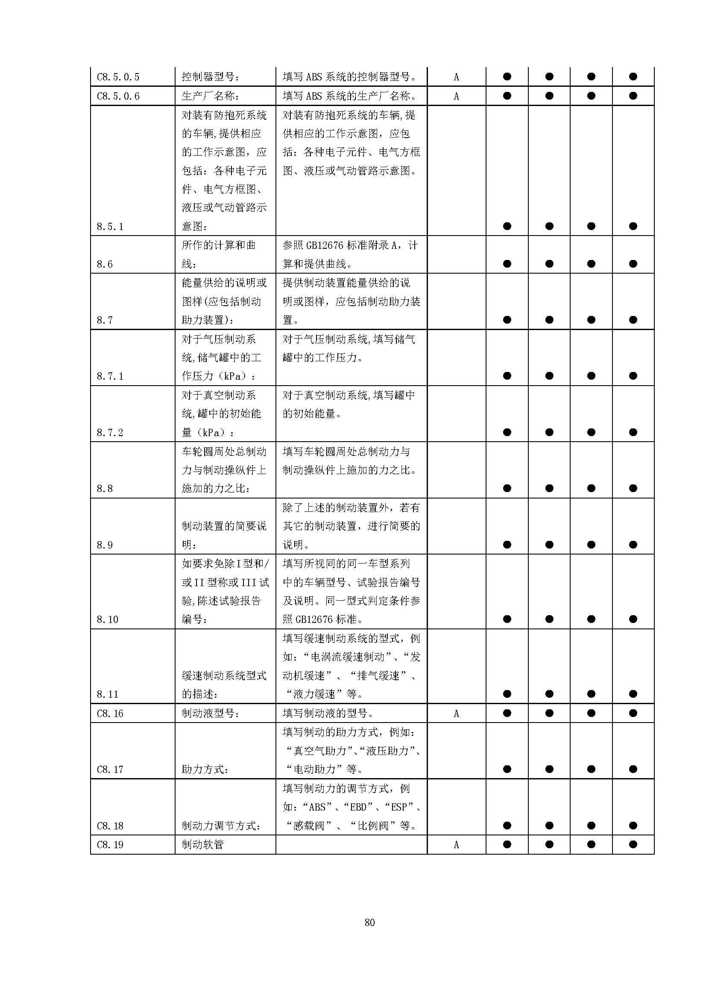 C8.5.0.5 控制器型号： 填写 ABS 系统的控制器型号。 A ● ● ● ●
C8.5.0.6 生产厂名称： 填写 ABS 系统的生产厂名称。 A ● ● ● ●
对装有防抱死系统 对装有防抱死系统的车辆,提
的车辆,提供相应 供相应的工作示意图，应包
的工作示意图，应 括：各种电子元件、电气方框
包括：各种电子元 图、液压或气动管路示意图。
件、电气方框图、
液压或气动管路示
8.5.1 意图： ● ● ● ●
所作的计算和曲 参照 GB12676 标准附录 A，计
8.6 线： 算和提供曲线。 ● ● ● ●
能量供给的说明或 提供制动装置能量供给的说
图样(应包括制动 明或图样，应包括制动助力装
8.7 助力装置)： 置。 ● ● ● ●
对于气压制动系 对于气压制动系统,填写储气
统,储气罐中的工 罐中的工作压力。
8.7.1 作压力（kPa）： ● ● ● ●
对于真空制动系 对于真空制动系统,填写罐中
统,罐中的初始能 的初始能量。
8.7.2 量（kPa）： ● ● ● ●
车轮圆周处总制动 填写车轮圆周处总制动力与
力与制动操纵件上 制动操纵件上施加的力之比。
8.8 施加的力之比： ● ● ● ●
除了上述的制动装置外，若有
制动装置的简要说 其它的制动装置，进行简要的
8.9 明： 说明。 ● ● ● ●
如要求免除 I 型和/ 填写所视同的同一车型系列
或 II 型称或 III 试 中的车辆型号、试验报告编号
验,陈述试验报告 及说明。同一型式判定条件参
8.10 编号： 照 GB12676 标准。 ● ● ● ●
填写缓速制动系统的型式，例
如：“电涡流缓速制动”、“发
缓速制动系统型式 动机缓速”、“排气缓速”、
8.11 的描述： “液力缓速”等。 ● ● ● ●
C8.16 制动液型号： 填写制动液的型号。 A ● ● ● ●
填写制动的助力方式，例如：
“真空气助力”、“液压助力”、
C8.17 助力方式： “电动助力”等。 ● ● ● ●
填写制动力的调节方式，例
如：“ABS”、“EBD”、“ESP”、
C8.18 制动力调节方式： “感载阀”、“比例阀”等。 ● ● ● ●
C8.19 制动软管 A ● ● ● ●
80